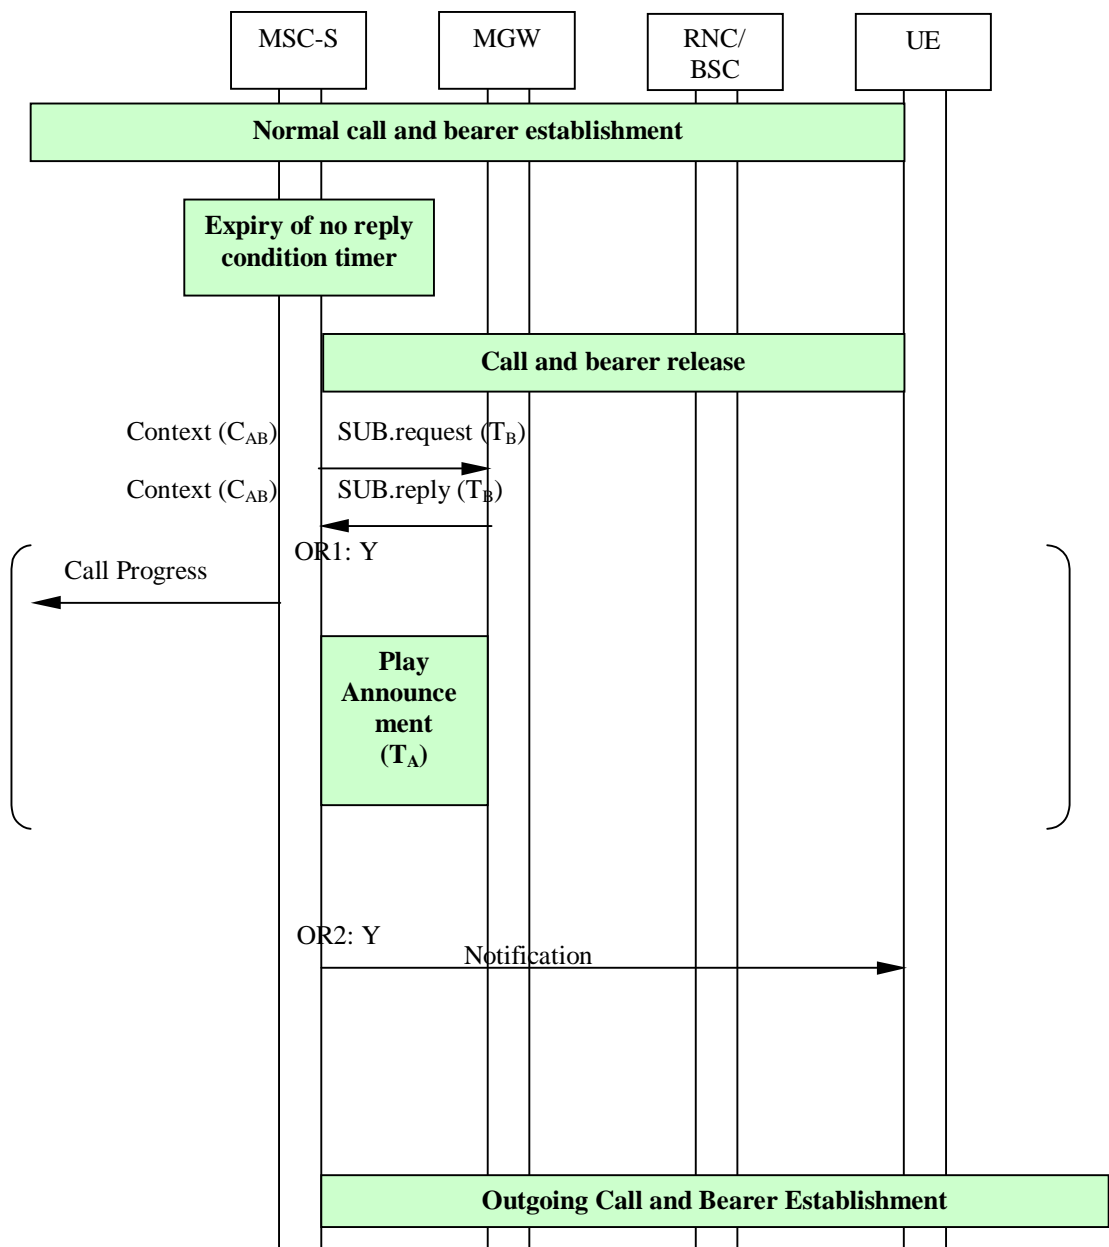 MSC-S
MGW
RNC/
BSC
UE
Normal call and bearer establishment
Expiry of no reply
condition timer
Call and bearer release
Context (CAB) SUB.request (TB)
Context (CAB) SUB.reply (TB)
OR1: Y
Call Progress
Play
Announce
ment
(TA)
OR2: Y
Notification
Outgoing Call and Bearer Establishment